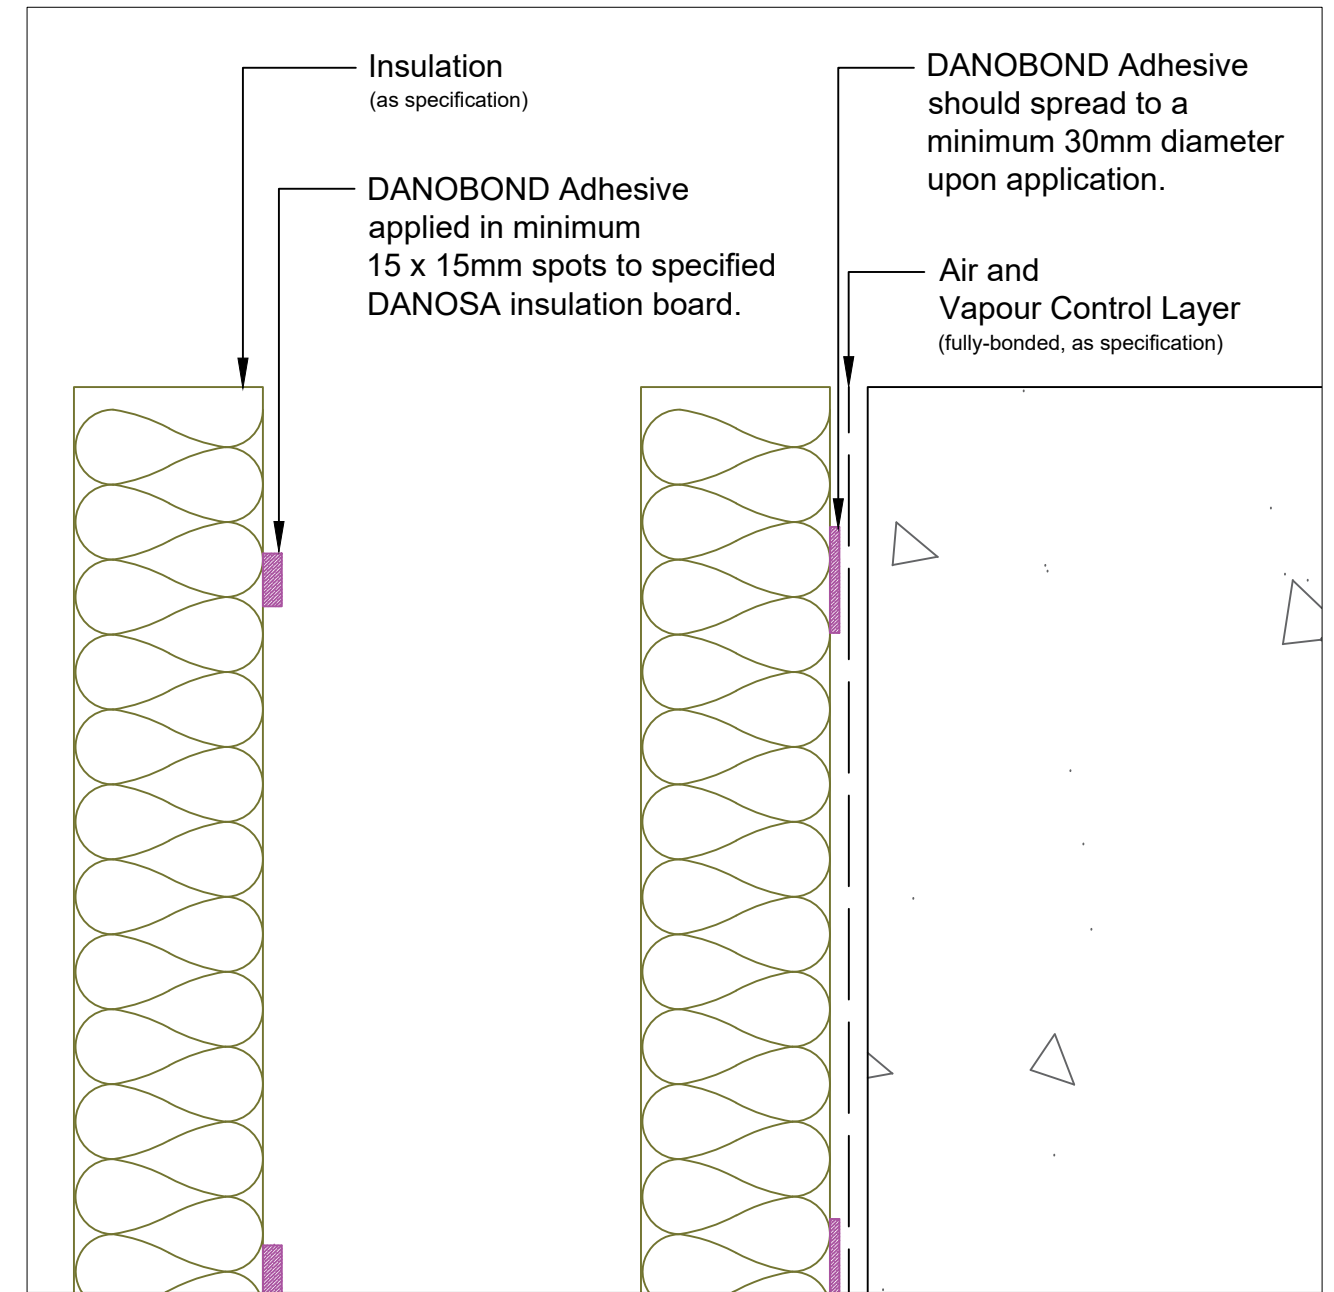 Insulation
(as specification)
DANOBOND Adhesive
applied in minimum
15 x 15mm spots to specified
DANOSA insulation board.
DANOBOND Adhesive
should spread to a
minimum 30mm diameter
upon application.
Air and
Vapour Control Layer
(fully-bonded, as specification)